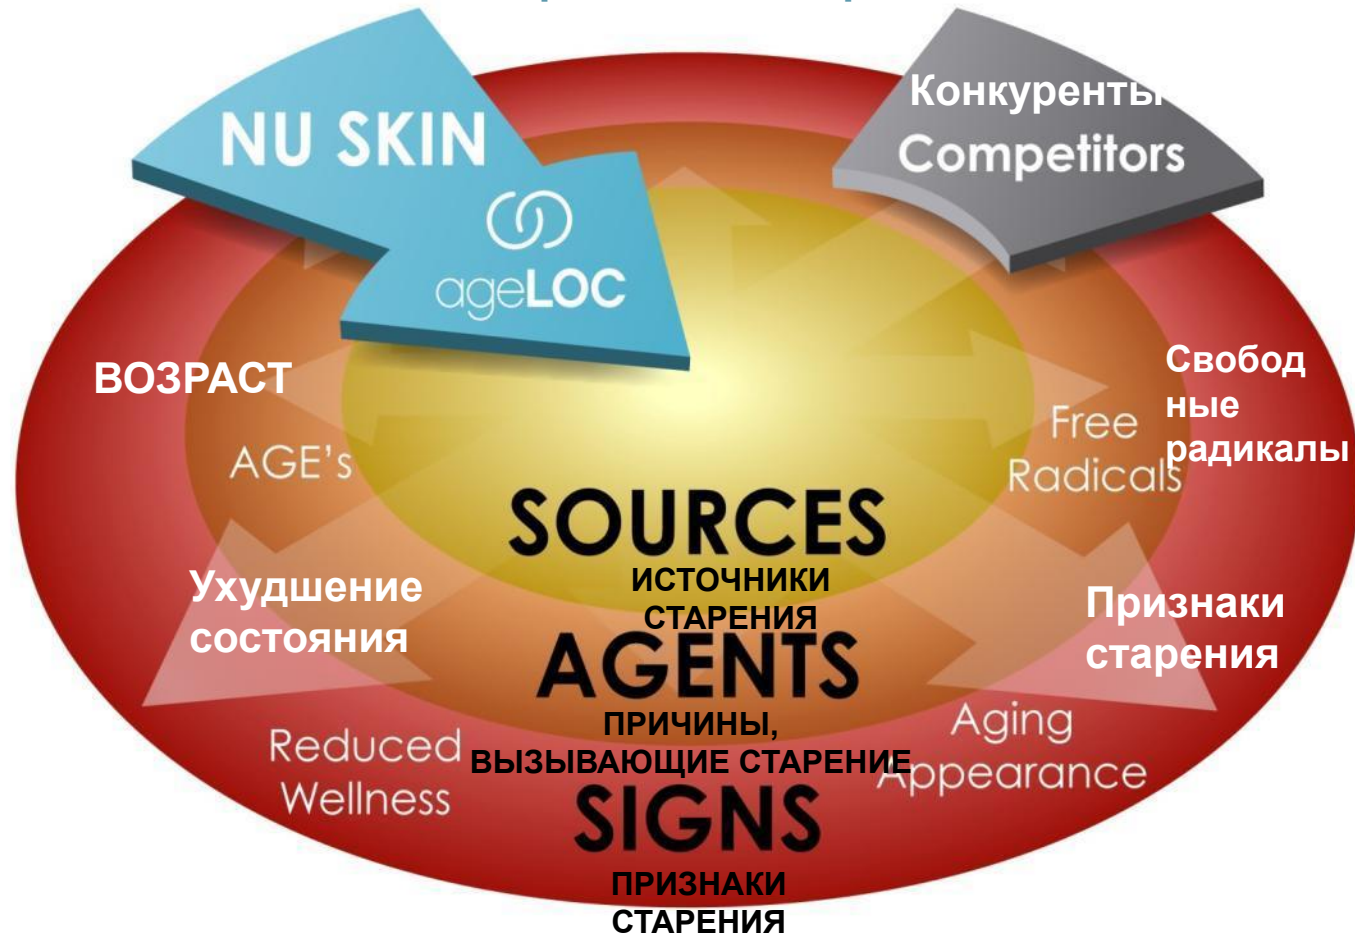 Конкуренты
NU SKIN
Competitors
ageLOC
ВОЗРАСТ
Свобод
ные
радикалы
Free
Radicals
AGE's
SOURCES
ИСТОЧНИКИ
СТАРЕНИЯ
Ухудшение
состояния
Признаки
старения
AGENTS
ПРИЧИНЫ,
ВЫЗЫВАЮЩИЕ СТАРЕНИЕ
Reduced
Wellness
Aging
Appearance
SIGNS
ПРИЗНАКИ
СТАРЕНИЯ